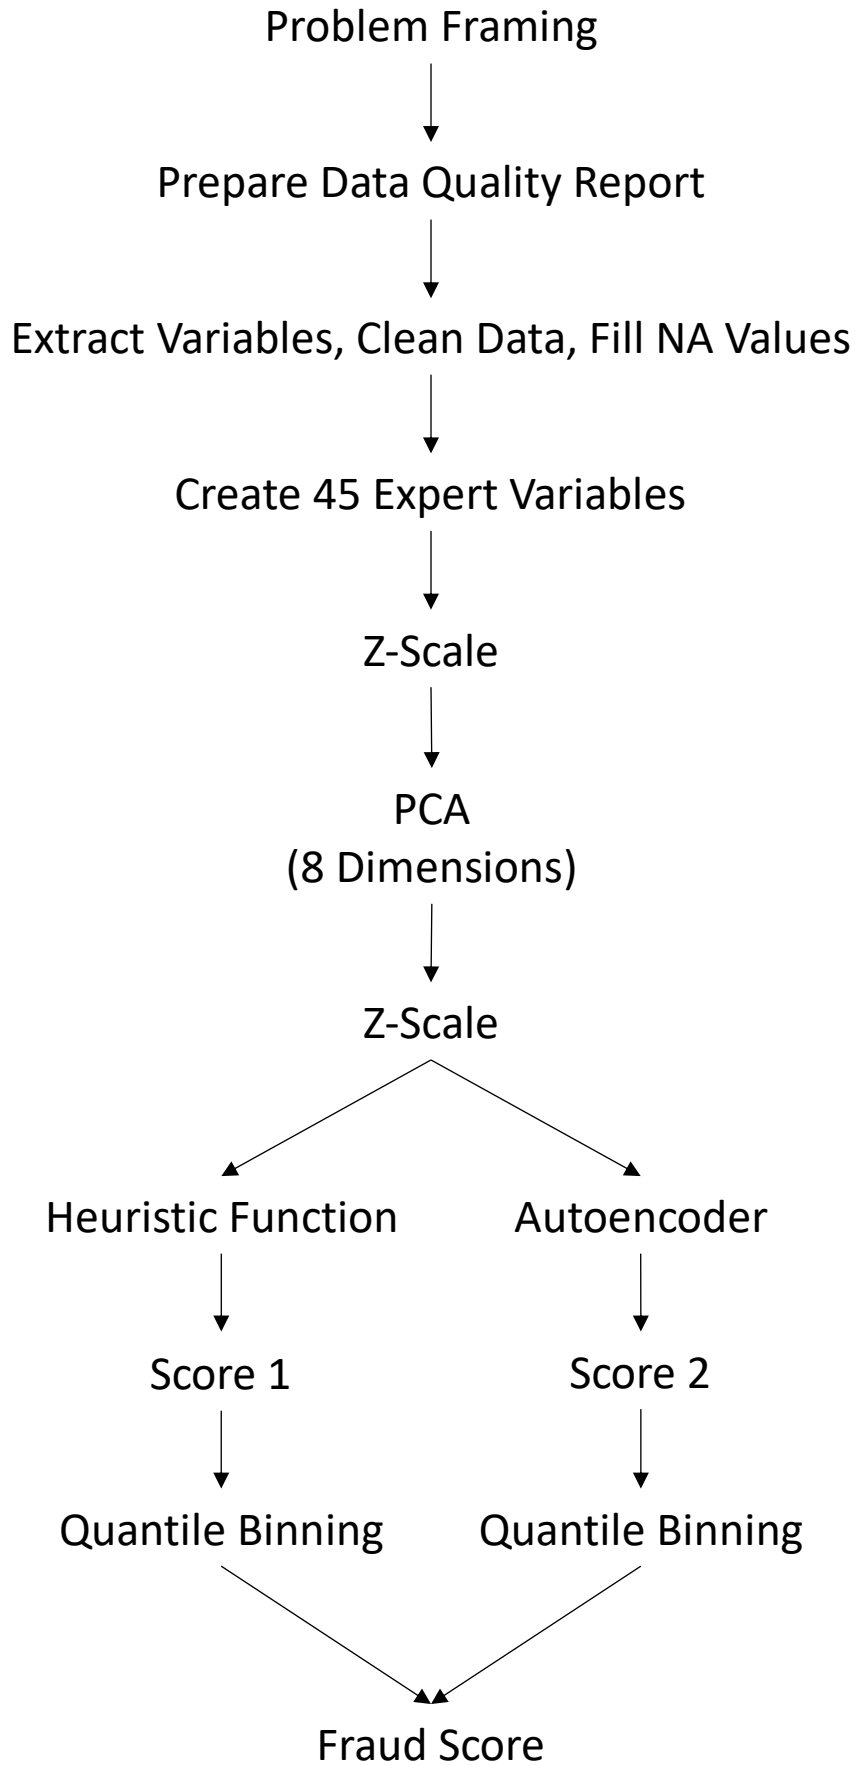 Problem Framing
Prepare Data Quality Report
Extract Variables, Clean Data, Fill NA Values
Create 45 Expert Variables
Z-Scale
PCA
(8 Dimensions)
Z-Scale
Heuristic Function
Autoencoder
Score 1
Score 2
Quantile Binning
Quantile Binning
Fraud Score